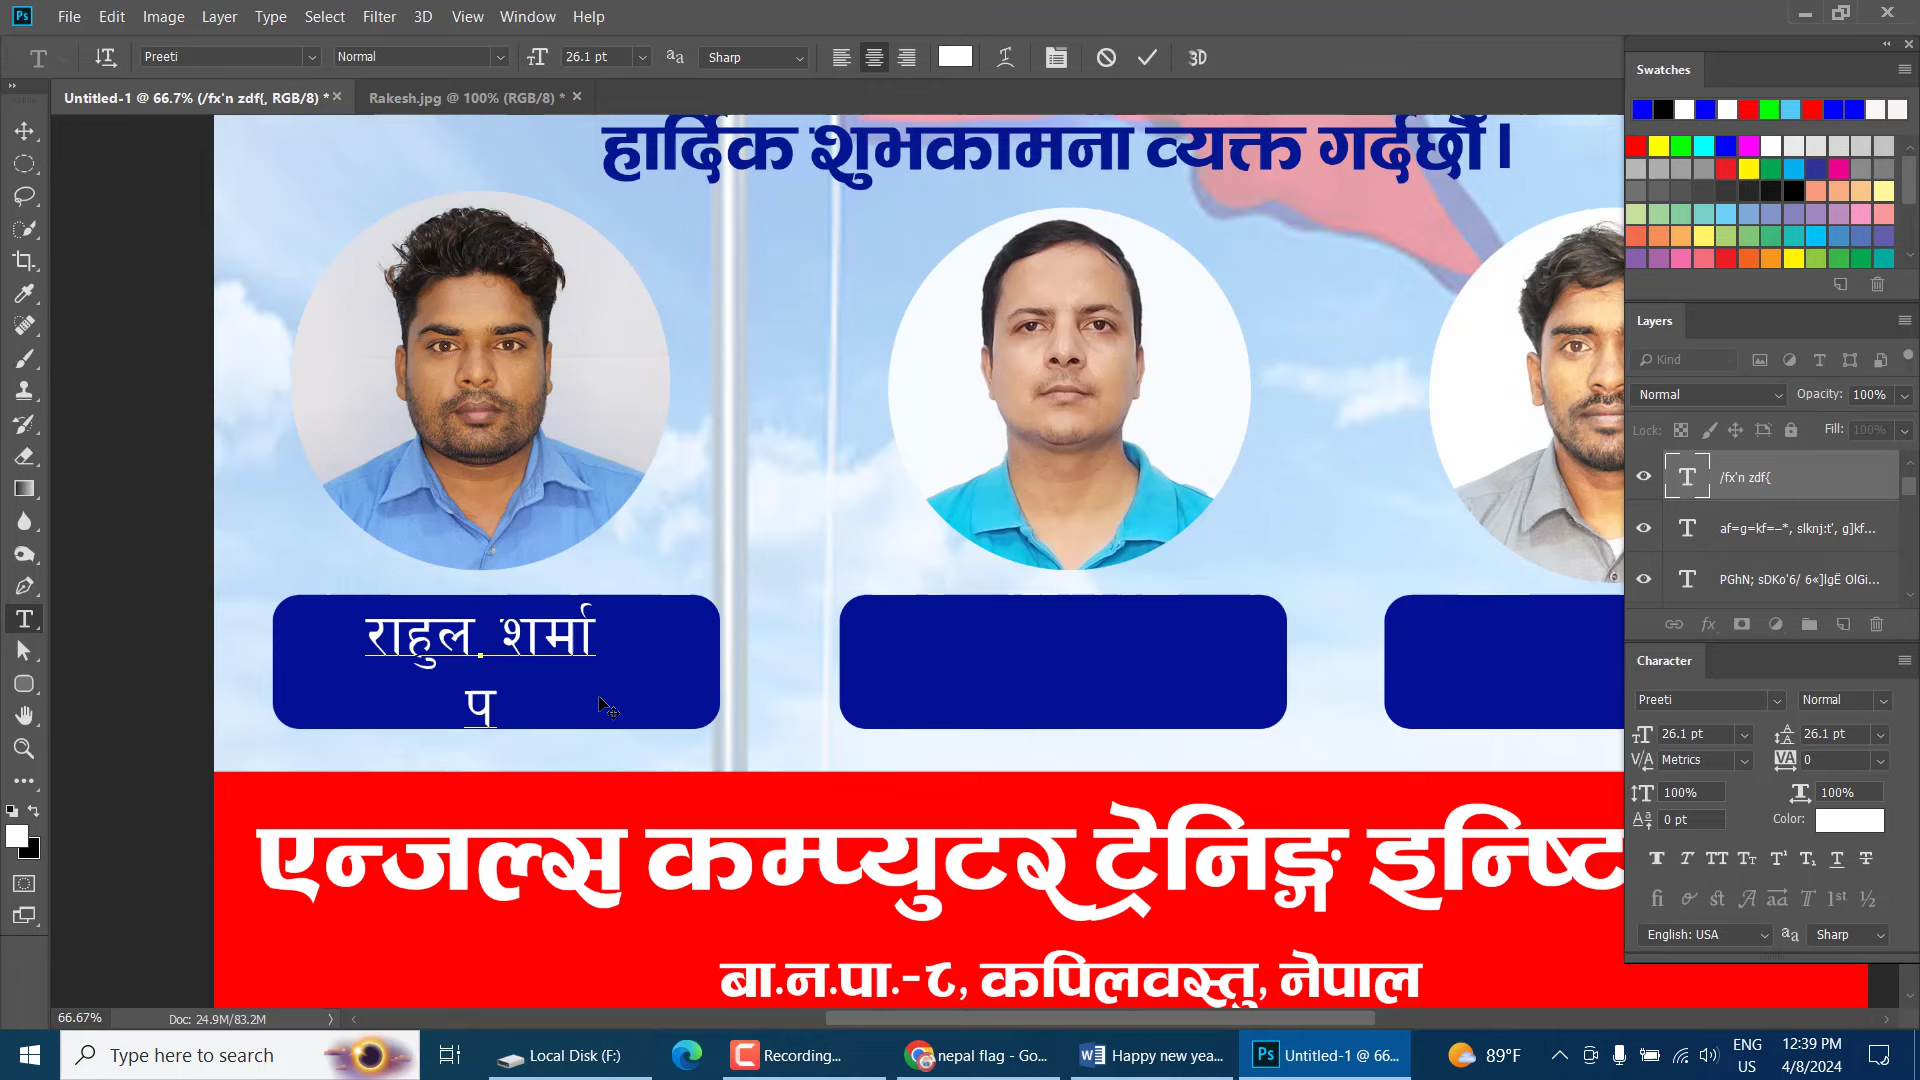 File Edit Image Layer Type Select Filter 3D View Window Help
Preeti Normal 26.1 pt Sharp 3D
Untitled-1 @ 66.7% (/fx'n zdf{, RGB/8) * Rakesh.jpg @ 100% (RGB/8) *
हार्दिक शुभकामना व्यक्त गर्दछौं।
राहुल शर्मा
प
एन्जल्स कम्प्युटर ट्रेनिङ्ग इन्ष्टि
बा.न.पा.-८, कपिलवस्तु, नेपाल
Swatches
Layers
Kind
Normal Opacity: 100%
Lock: Fill: 100%
/fx'n zdf{
af=g=kf=–*, slknj:t', g]kf...
PGhN; sDKo'6/ 6«]lgË OlGi...
Character
Preeti Normal
26.1 pt 26.1 pt
Metrics 0
100% 100%
0 pt Color:
English: USA Sharp
66.67% Doc: 24.9M/83.2M
Type here to search Local Disk (F:) Recording... nepal flag - Go... Happy new yea... Untitled-1 @ 66... 89°F ENG US 12:39 PM 4/8/2024